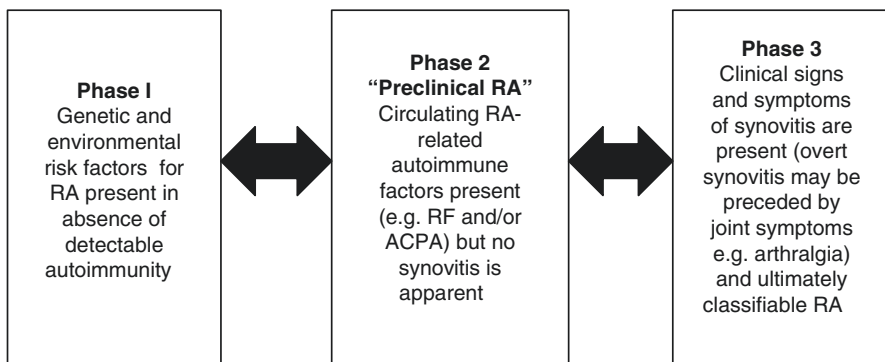 Phase I
Genetic and
environmental
risk factors for
RA present in
absence of
detectable
autoimmunity
Phase 2
“Preclinical RA”
Circulating RA-
related
autoimmune
factors present
(e.g. RF and/or
ACPA) but no
synovitis is
apparent
Phase 3
Clinical signs
and symptoms
of synovitis are
present (overt
synovitis may be
preceded by
joint symptoms
e.g. arthralgia)
and ultimately
classifiable RA